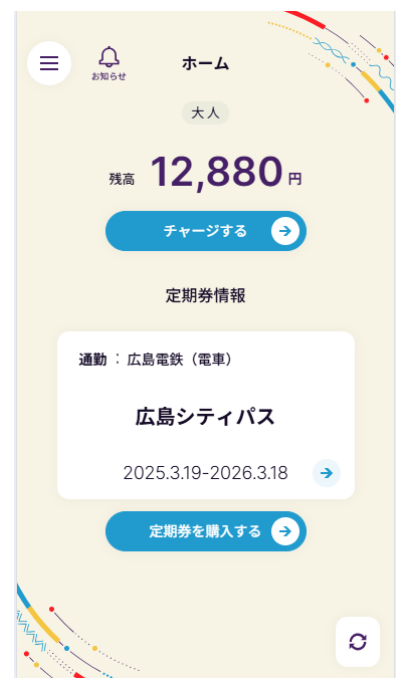 お知らせ
ホーム
大人
残高 12,880 円
チャージする
定期券情報
通勤：広島電鉄（電車）
広島シティパス
2025.3.19-2026.3.18
定期券を購入する